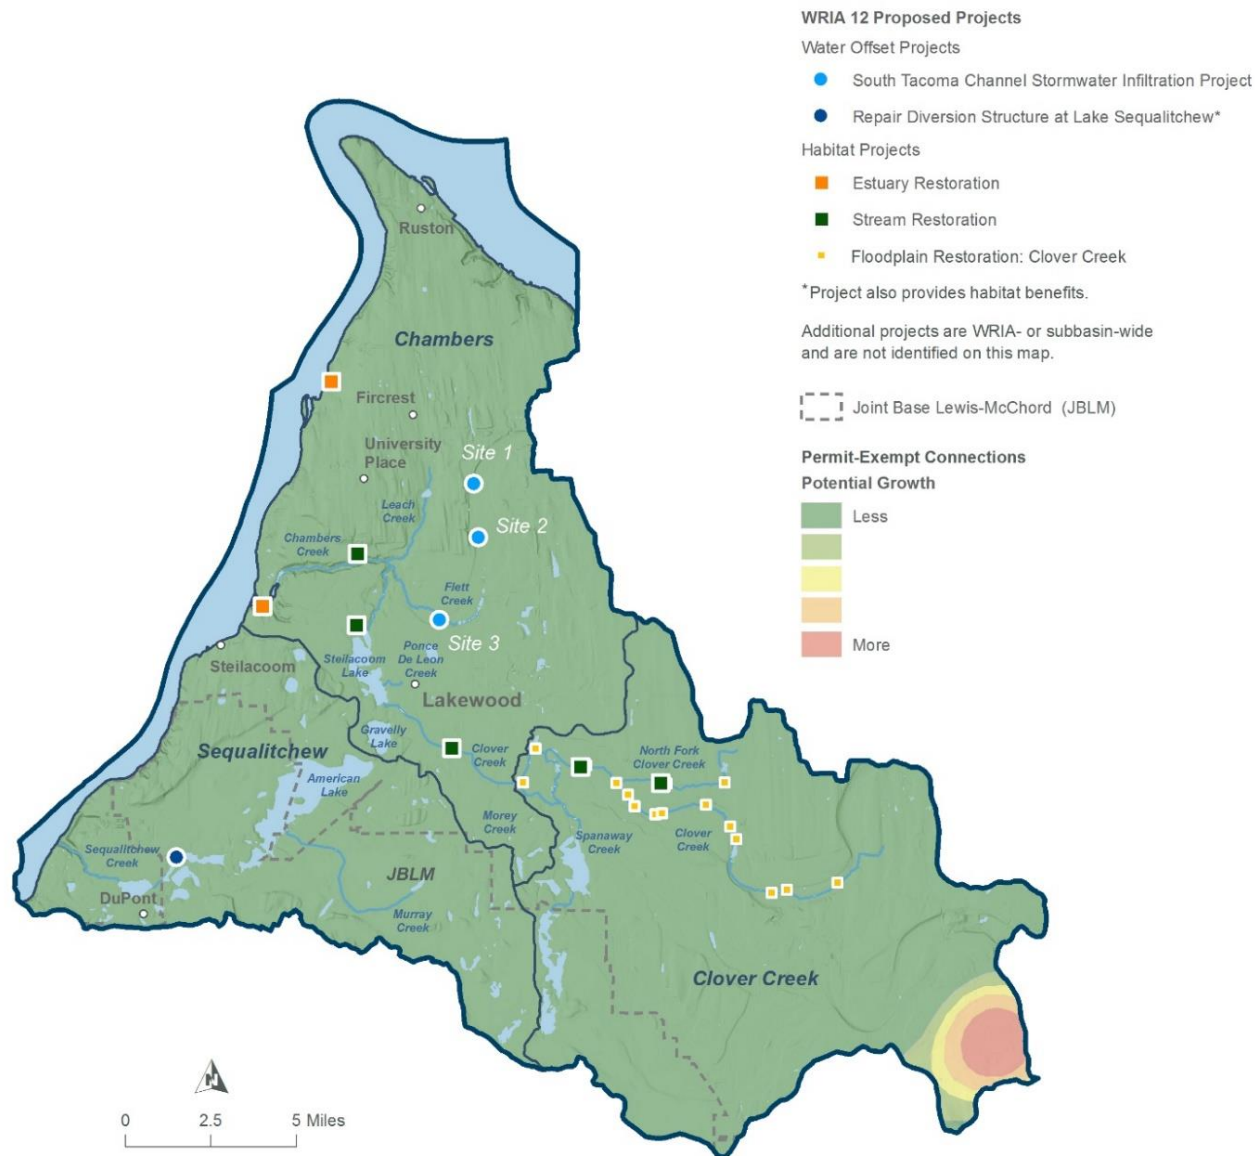 WRIA 12 Proposed Projects
Water Offset Projects
South Tacoma Channel Stormwater Infiltration Project
Repair Diversion Structure at Lake Sequalitchew*
Habitat Projects
Estuary Restoration
Stream Restoration
Floodplain Restoration: Clover Creek
*Project also provides habitat benefits.
Additional projects are WRIA- or subbasin-wide
and are not identified on this map.
Joint Base Lewis-McChord (JBLM)
Permit-Exempt Connections
Potential Growth
Less
More
Ruston
Chambers
Fircrest
University
Place
Site 1
Leach
Creek
Site 2
Chambers
Creek
Flett
Creek
Site 3
Steilacoom
Steilacoom
Lake
Ponce
De Leon
Creek
Lakewood
Gravelly
Lake
Clover
Creek
North Fork
Clover Creek
Sequalitchew
American
Lake
Morey
Creek
Spanaway
Creek
Clover
Creek
Sequalitchew
Creek
JBLM
DuPont
Murray
Creek
Clover Creek
N
0 2.5 5 Miles